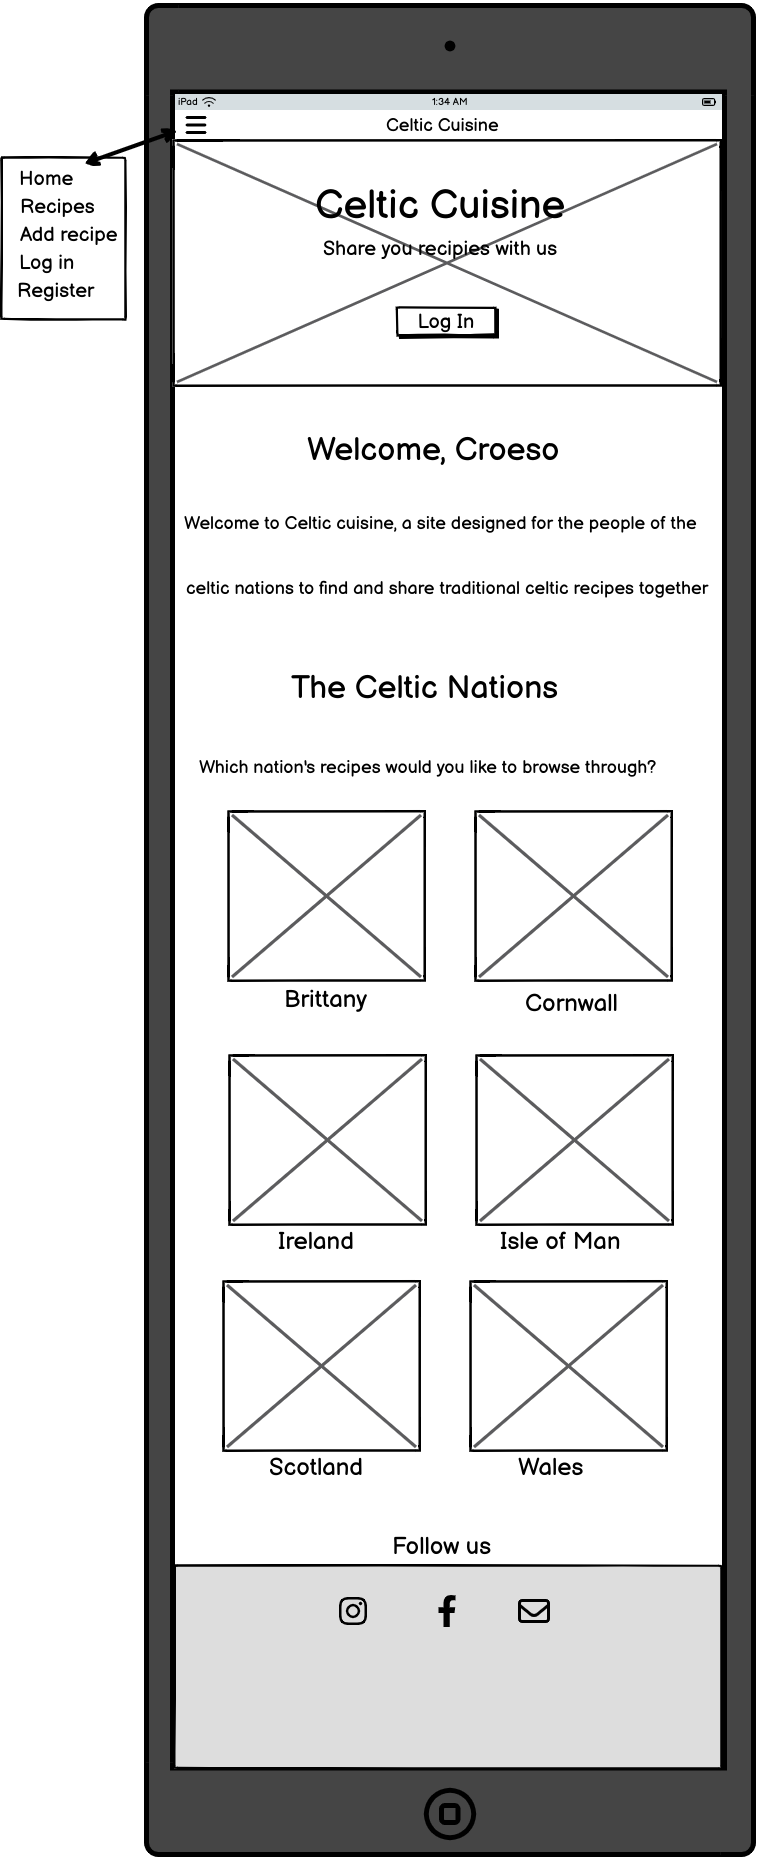 iPad
1:34 AM
Celtic Cuisine
Home
Recipes
Add recipe
Log in
Register
Celtic Cuisine
Share you recipies with us
Log In
Welcome, Croeso
Welcome to Celtic cuisine, a site designed for the people of the
celtic nations to find and share traditional celtic recipes together
The Celtic Nations
Which nation's recipes would you like to browse through?
Brittany
Cornwall
Ireland
Isle of Man
Scotland
Wales
Follow us